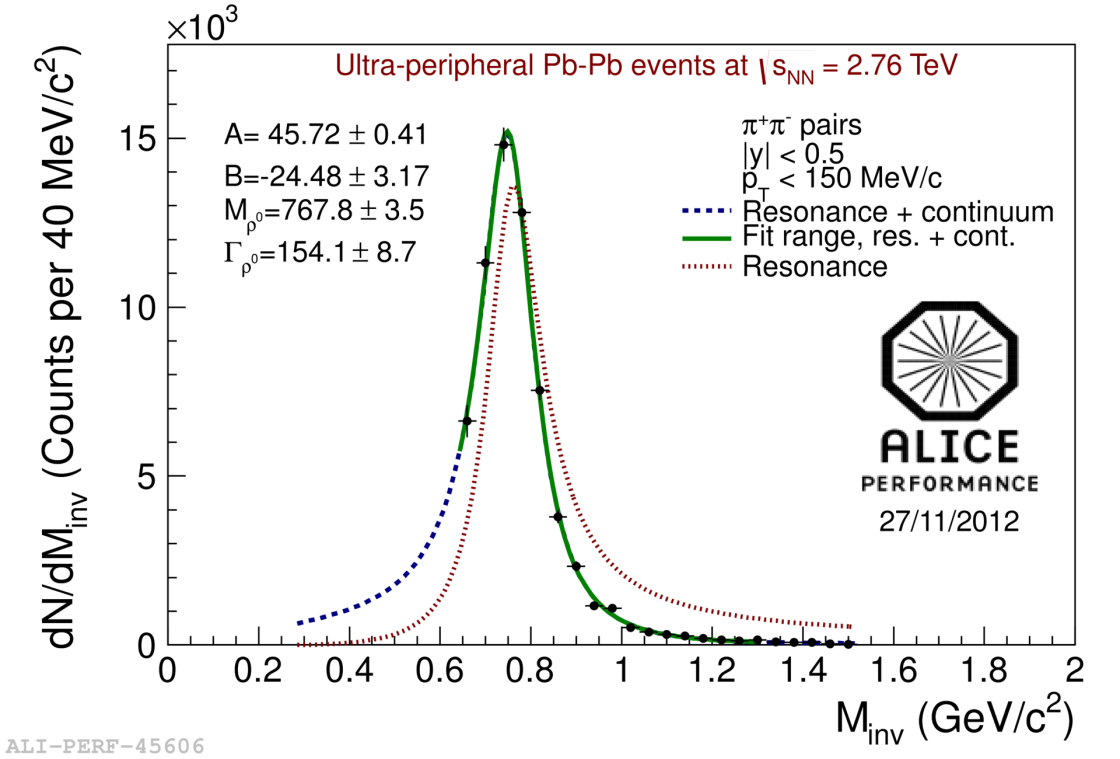 ×10³
Ultra-peripheral Pb-Pb events at √s_NN = 2.76 TeV
A= 45.72 ± 0.41
B=-24.48 ± 3.17
M_ρ⁰=767.8 ± 3.5
Γ_ρ⁰=154.1 ± 8.7
π⁺π⁻ pairs
|y| < 0.5
p_T < 150 MeV/c
Resonance + continuum
Fit range, res. + cont.
Resonance
ALICE
PERFORMANCE
27/11/2012
dN/dM_inv (Counts per 40 MeV/c²)
15
10
5
0
0 0.2 0.4 0.6 0.8 1 1.2 1.4 1.6 1.8 2
M_inv (GeV/c²)
ALI-PERF-45606